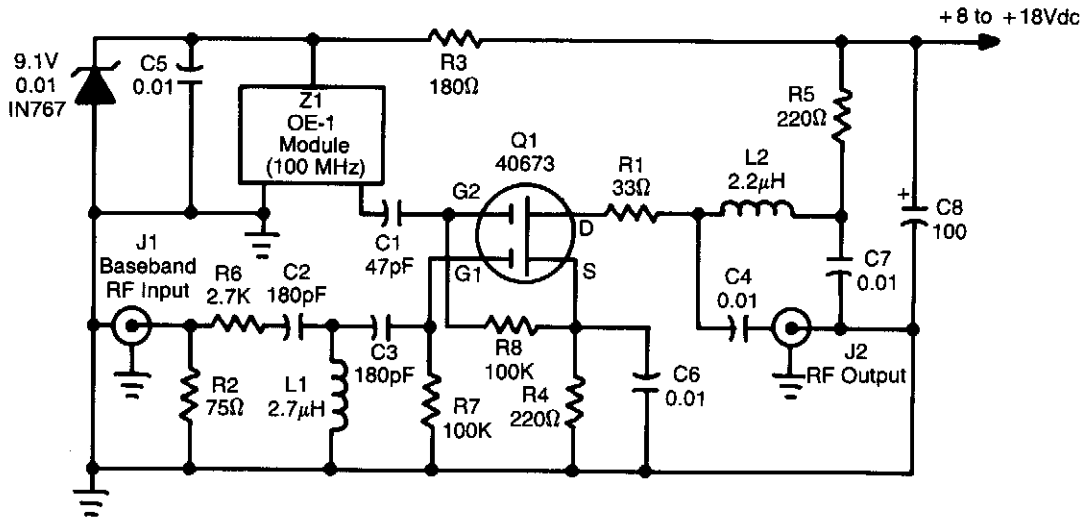 +8 to +18Vdc
9.1V
0.01
IN767
C5
0.01
R3
180Ω
Z1
OE-1
Module
(100 MHz)
Q1
40673
R1
33Ω
L2
2.2μH
R5
220Ω
+
C8
100
G2
G1
D
S
C1
47pF
J1
Baseband
RF Input
R6
2.7K
C2
180pF
C3
180pF
R8
100K
C4
0.01
C7
0.01
J2
RF Output
R2
75Ω
L1
2.7μH
R7
100K
R4
220Ω
C6
0.01